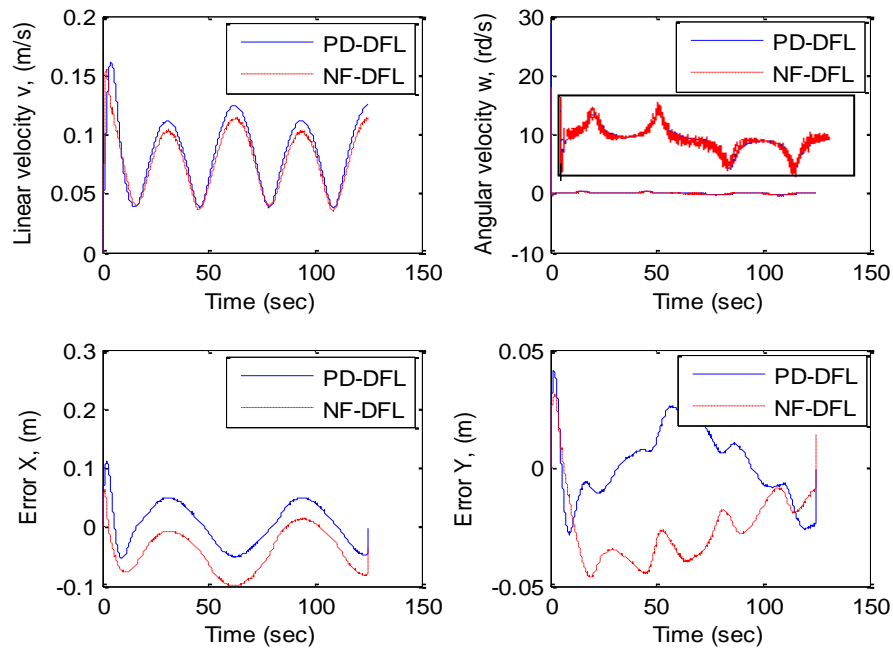 0.2
0.15
0.1
0.05
0
Linear velocity v, (m/s)
PD-DFL
NF-DFL
0
50
100
150
Time (sec)
30
20
10
0
-10
Angular velocity w, (rd/s)
PD-DFL
NF-DFL
0
50
100
150
Time (sec)
0.3
0.2
0.1
0
-0.1
Error X, (m)
PD-DFL
NF-DFL
0
50
100
150
Time (sec)
0.05
0
-0.05
Error Y, (m)
PD-DFL
NF-DFL
0
50
100
150
Time (sec)